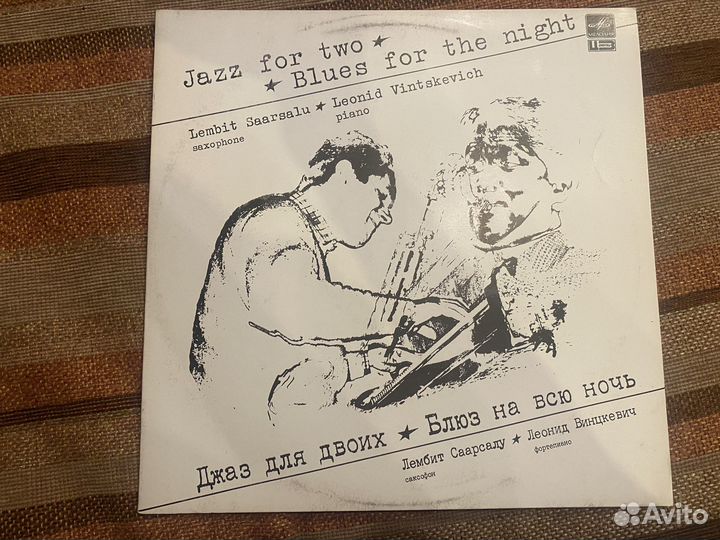 Jazz for two ★
★ Blues for the night
Lembit Saarsalu ★ Leonid Vintskevich
saxophone
piano
МЕЛОДИЯ
Джаз для двоих ★ Блюз на всю ночь
Лембит Саарсалу ★ Леонид Винцкевич
саксофон
фортепиано
Avito